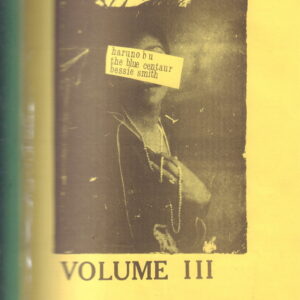 harunobu
the blue centaur
bessie smith
VOLUME III